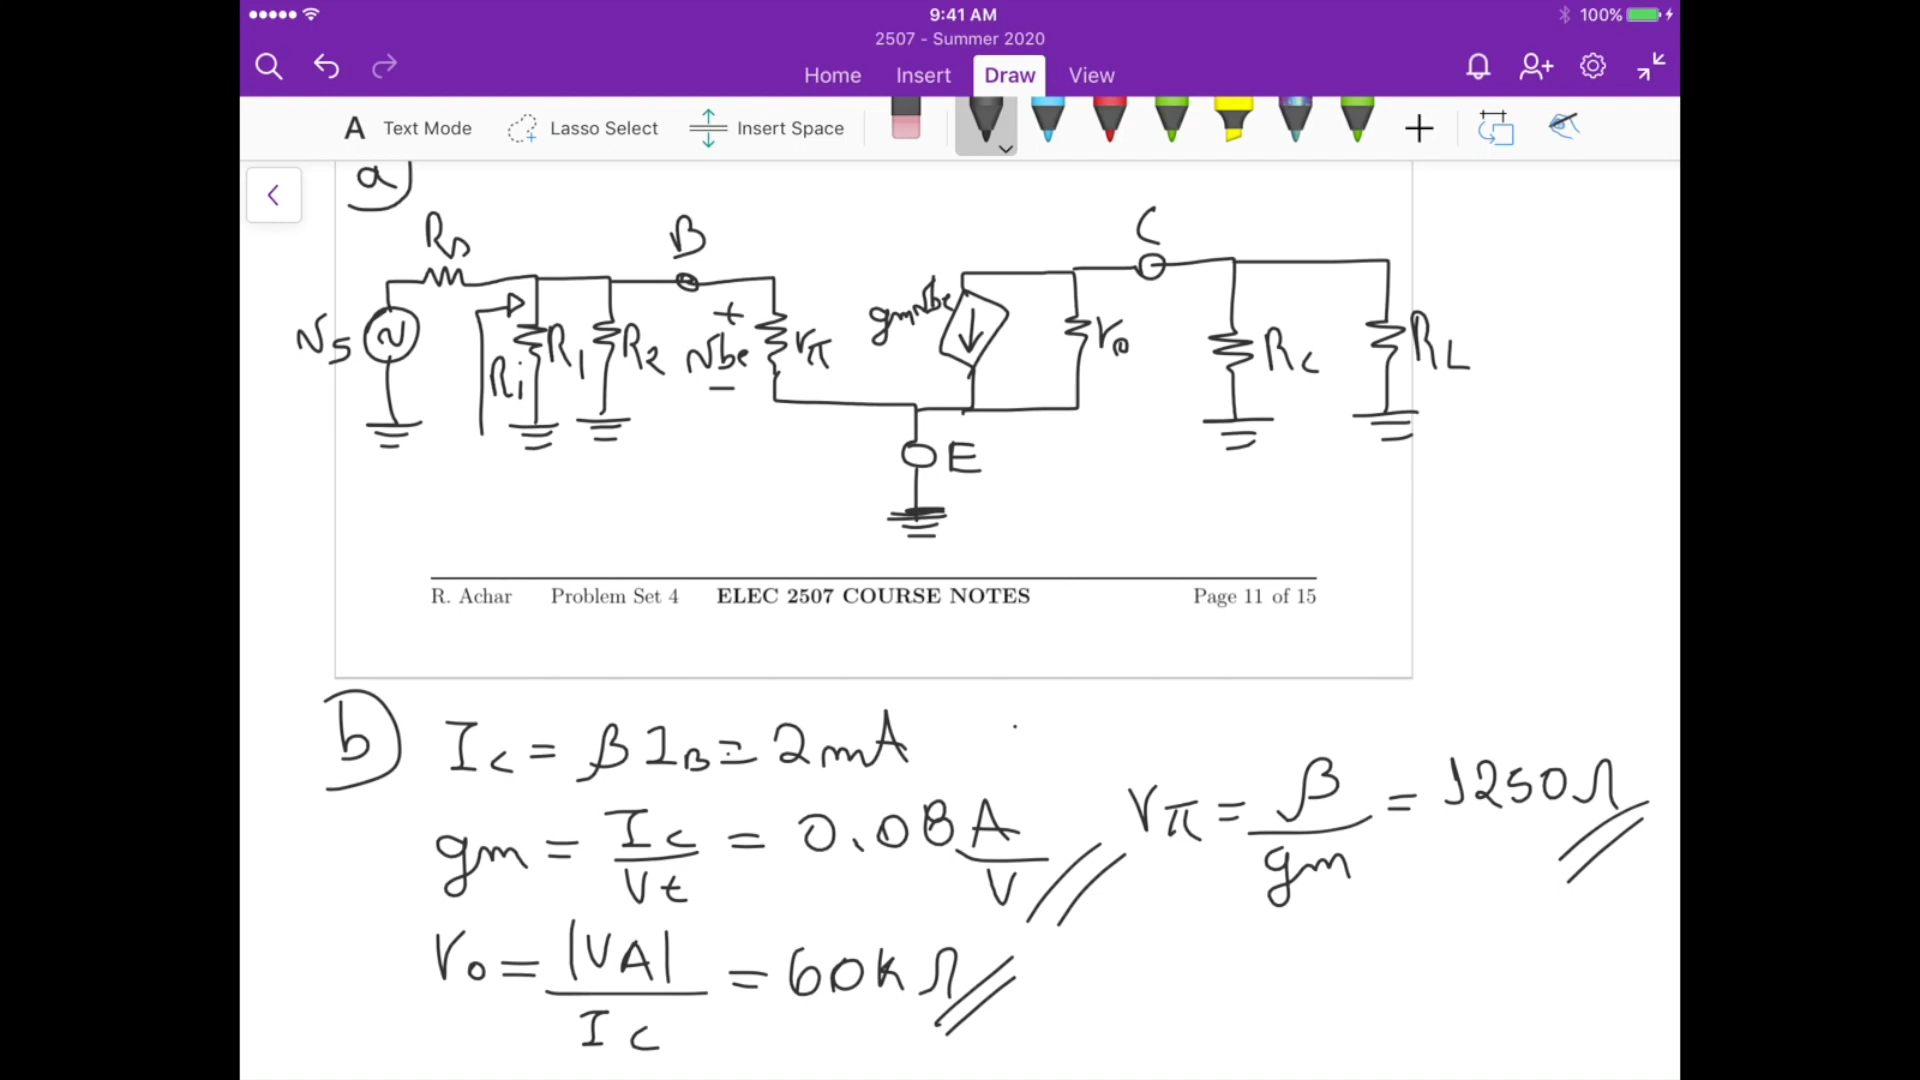 9:41 AM
100%
2507 - Summer 2020
Home Insert Draw View
A Text Mode Lasso Select Insert Space
a)
Rs B C
vs Ri R1 R2 + vbe − rπ gmvbe ro RC RL
E
R. Achar Problem Set 4 ELEC 2507 COURSE NOTES Page 11 of 15
b) IC = βIB = 2mA
gm = IC/Vt = 0.08 A/V
rπ = β/gm = 1250Ω
ro = |VA|/IC = 60kΩ